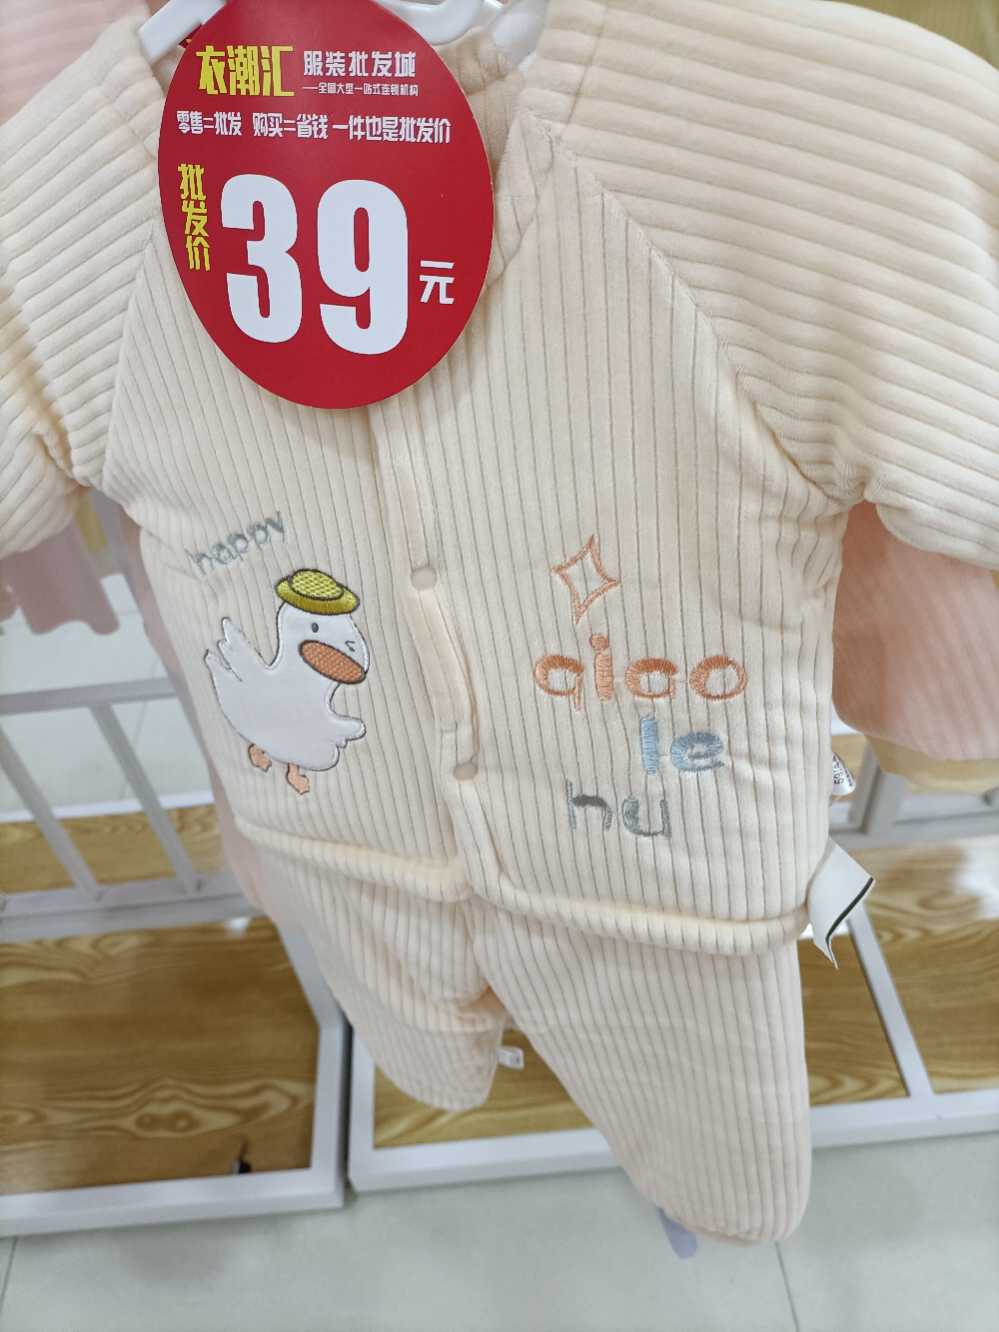 衣潮汇 服装批发城
——全国大型一站式连锁机构
零售=批发 购买=省钱 一件也是批发价
批发价
39元
happy
qiao
le
hu